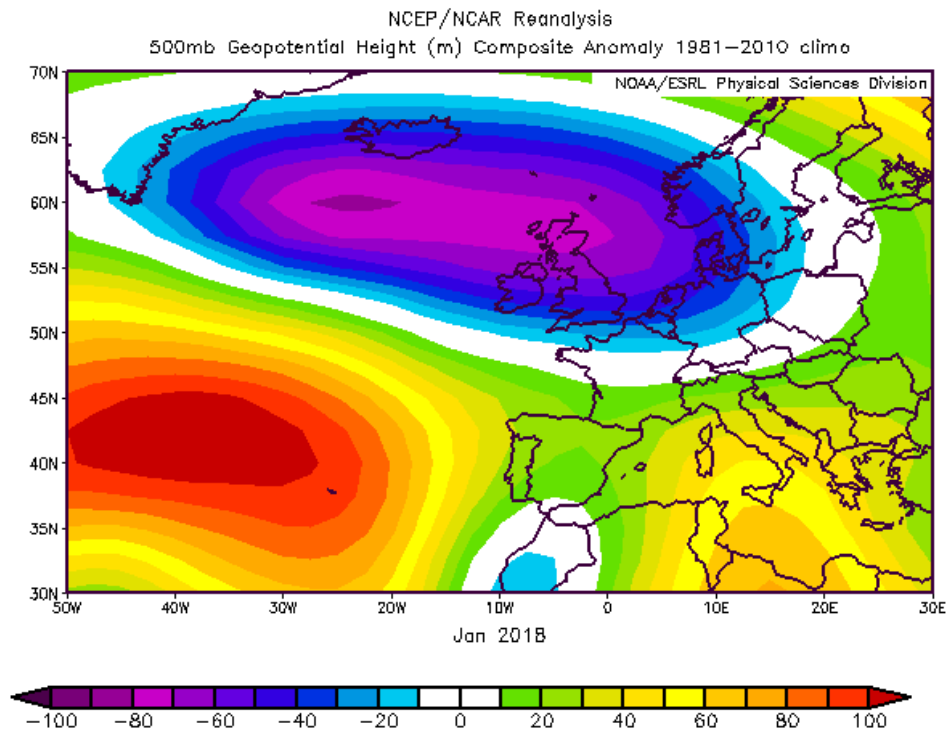 NCEP/NCAR Reanalysis
500mb Geopotential Height (m) Composite Anomaly 1981-2010 climo
NOAA/ESRL Physical Sciences Division
70N
65N
60N
55N
50N
45N
40N
35N
30N
50W 40W 30W 20W 10W 0 10E 20E 30E
Jan 2018
-100 -80 -60 -40 -20 0 20 40 60 80 100